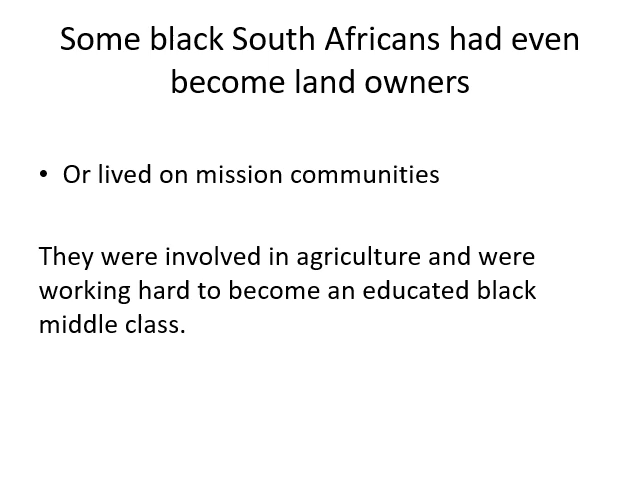 Some black South Africans had even
become land owners
• Or lived on mission communities
They were involved in agriculture and were
working hard to become an educated black
middle class.